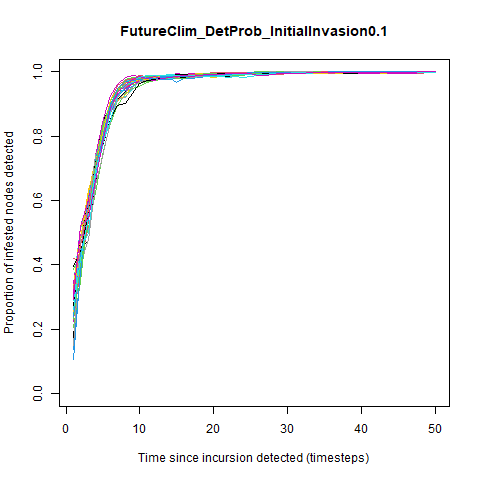 FutureClim_DetProb_InitialInvasion0.1
Proportion of infested nodes detected
1.0
0.8
0.6
0.4
0.2
0.0
0 10 20 30 40 50
Time since incursion detected (timesteps)